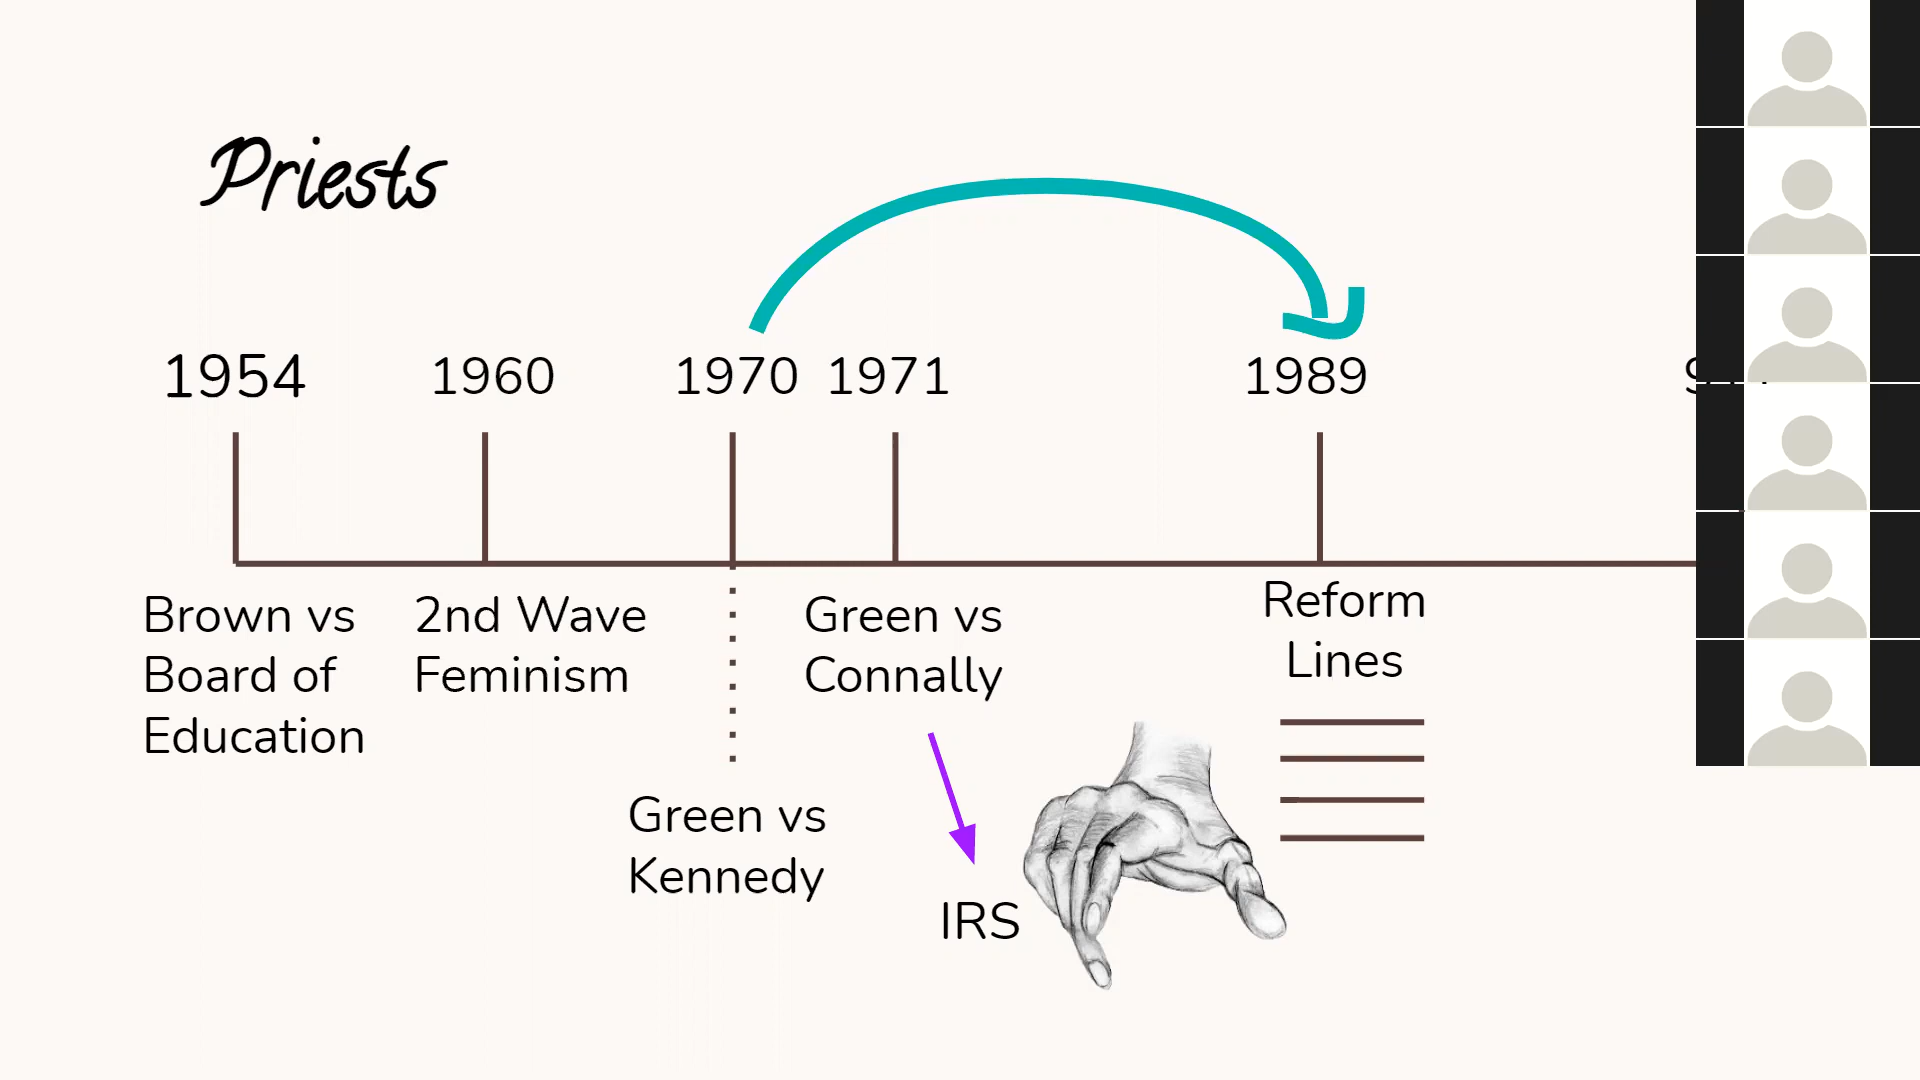 Priests
1954 1960 1970 1971 1989
Brown vs
Board of
Education
2nd Wave
Feminism
Green vs
Kennedy
Green vs
Connally
IRS
Reform
Lines